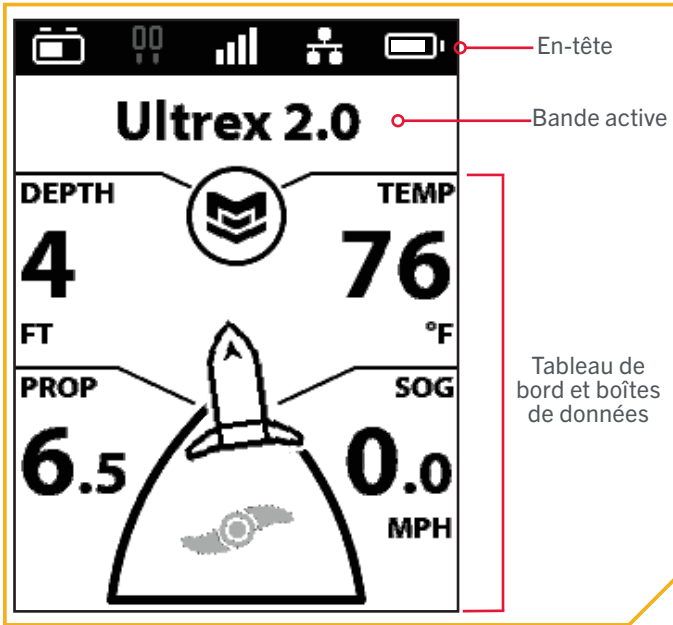 En-tête
Ultrex 2.0
Bande active
DEPTH
4
FT
TEMP
76
°F
PROP
6.5
SOG
0.0
MPH
Tableau de
bord et boîtes
de données